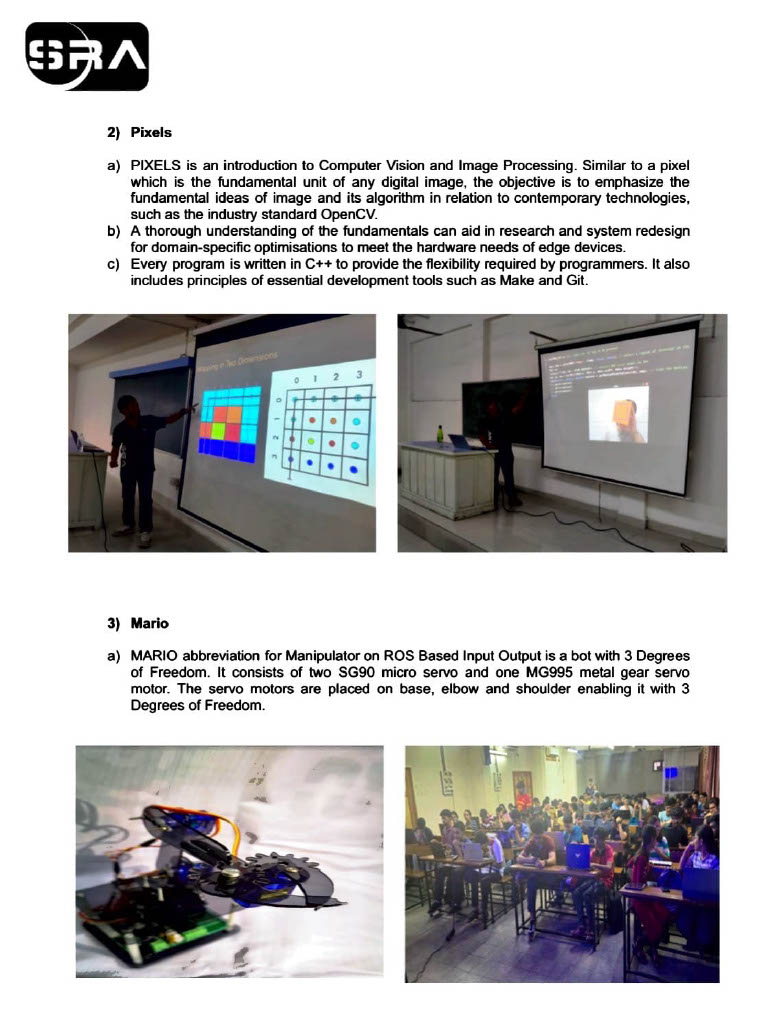 SRA
2) Pixels
a) PIXELS is an introduction to Computer Vision and Image Processing. Similar to a pixel
which is the fundamental unit of any digital image, the objective is to emphasize the
fundamental ideas of image and its algorithm in relation to contemporary technologies,
such as the industry standard OpenCV.
b) A thorough understanding of the fundamentals can aid in research and system redesign
for domain-specific optimisations to meet the hardware needs of edge devices.
c) Every program is written in C++ to provide the flexibility required by programmers. It also
includes principles of essential development tools such as Make and Git.
Mapping in Two Dimensions
0 1 2 3
0
1
2
3
3) Mario
a) MARIO abbreviation for Manipulator on ROS Based Input Output is a bot with 3 Degrees
of Freedom. It consists of two SG90 micro servo and one MG995 metal gear servo
motor. The servo motors are placed on base, elbow and shoulder enabling it with 3
Degrees of Freedom.